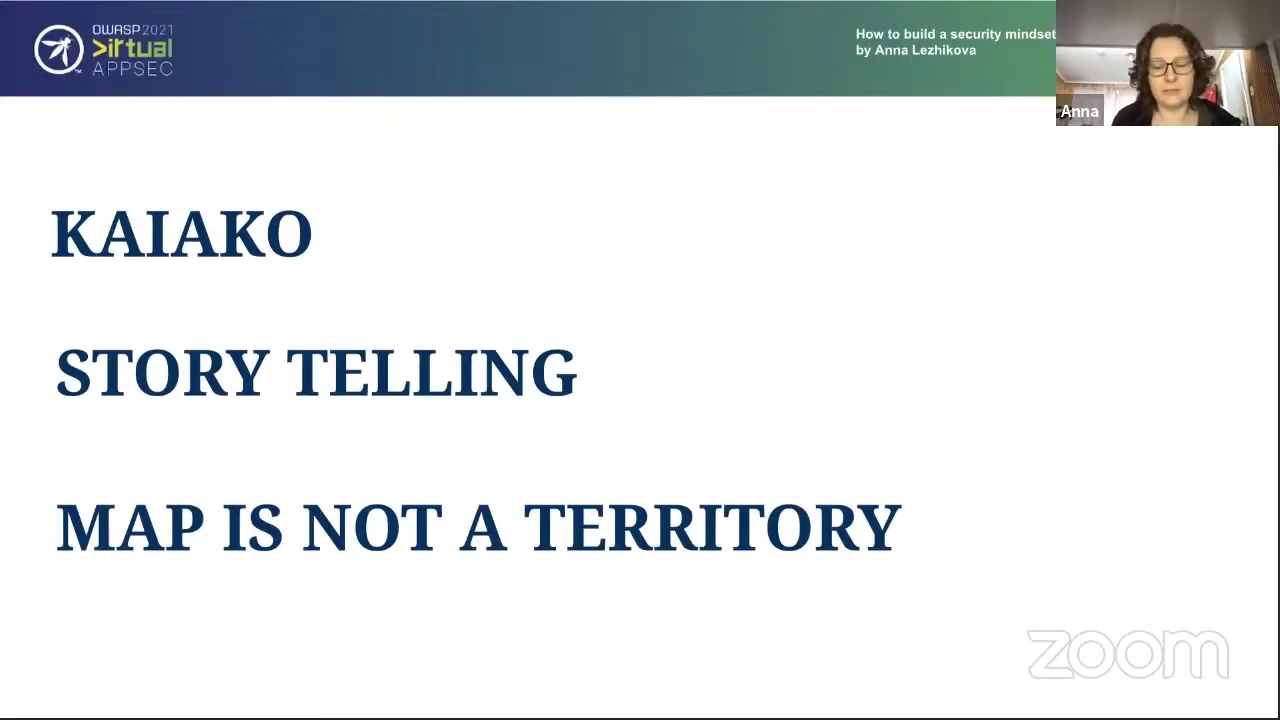 OWASP 2021
Virtual
APPSEC
How to build a security mindset
by Anna Lezhikova
Anna
KAIAKO
STORY TELLING
MAP IS NOT A TERRITORY
zoom